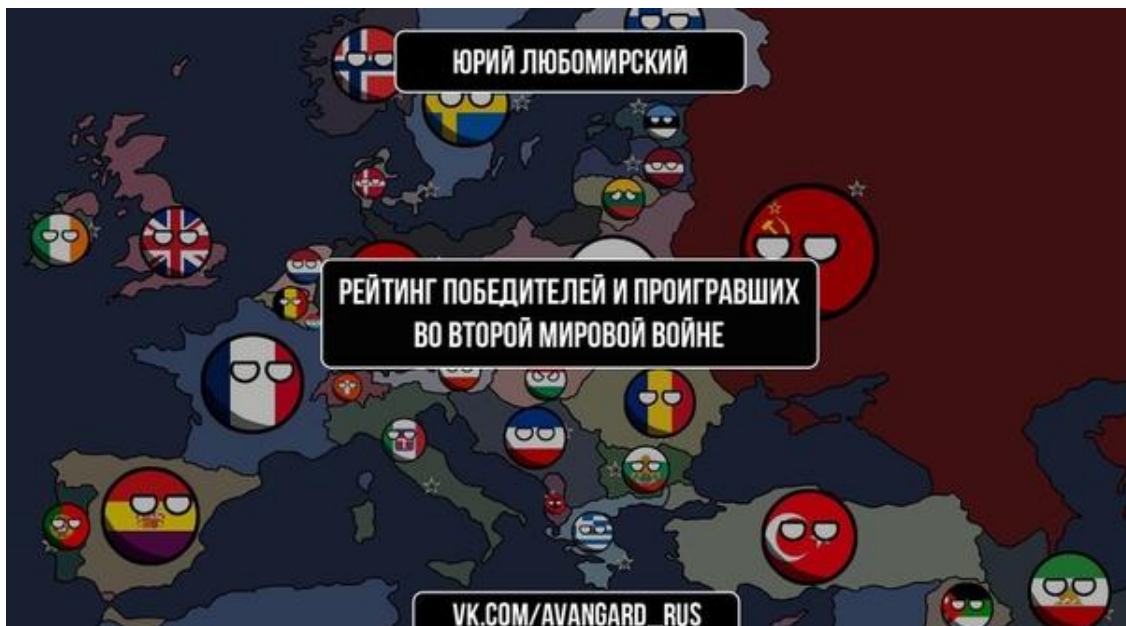 ЮРИЙ ЛЮБОМИРСКИЙ
РЕЙТИНГ ПОБЕДИТЕЛЕЙ И ПРОИГРАВШИХ
ВО ВТОРОЙ МИРОВОЙ ВОЙНЕ
VK.COM/AVANGARD_RUS